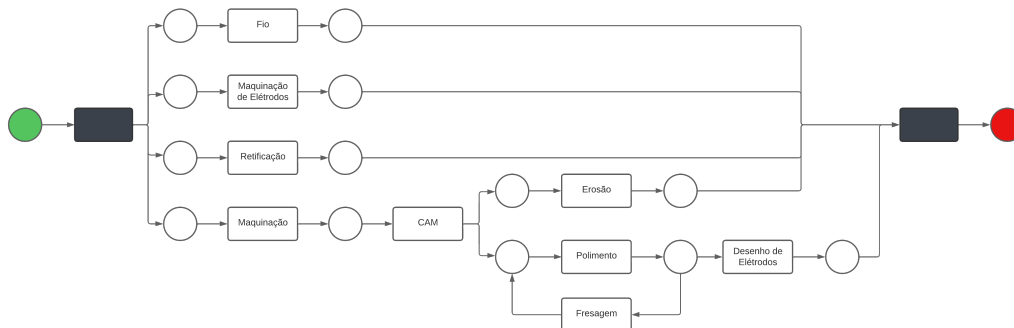 Fio
Maquinação
de Elétrodos
Retificação
Maquinação
CAM
Erosão
Polimento
Desenho de
Elétrodos
Fresagem